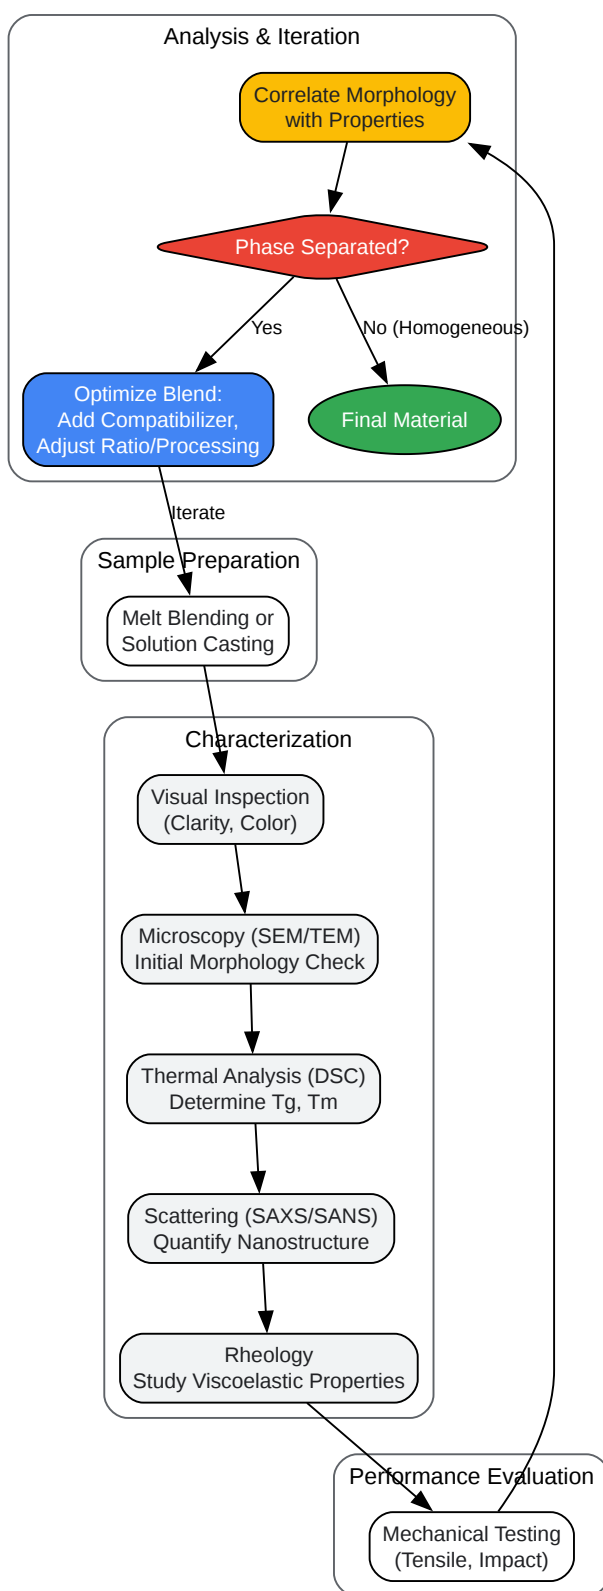 Analysis & Iteration
Correlate Morphology
with Properties
Phase Separated?
Yes
No (Homogeneous)
Optimize Blend:
Add Compatibilizer,
Adjust Ratio/Processing
Final Material
Iterate
Sample Preparation
Melt Blending or
Solution Casting
Characterization
Visual Inspection
(Clarity, Color)
Microscopy (SEM/TEM)
Initial Morphology Check
Thermal Analysis (DSC)
Determine Tg, Tm
Scattering (SAXS/SANS)
Quantify Nanostructure
Rheology
Study Viscoelastic Properties
Performance Evaluation
Mechanical Testing
(Tensile, Impact)